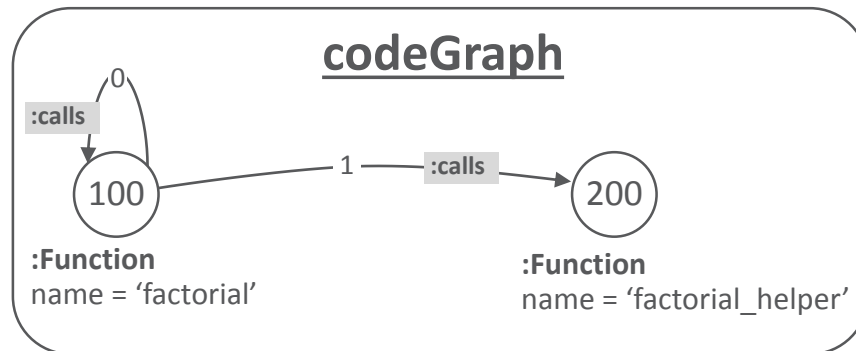 codeGraph
0
:calls
1
:calls
100
200
:Function
name = ‘factorial’
:Function
name = ‘factorial_helper’